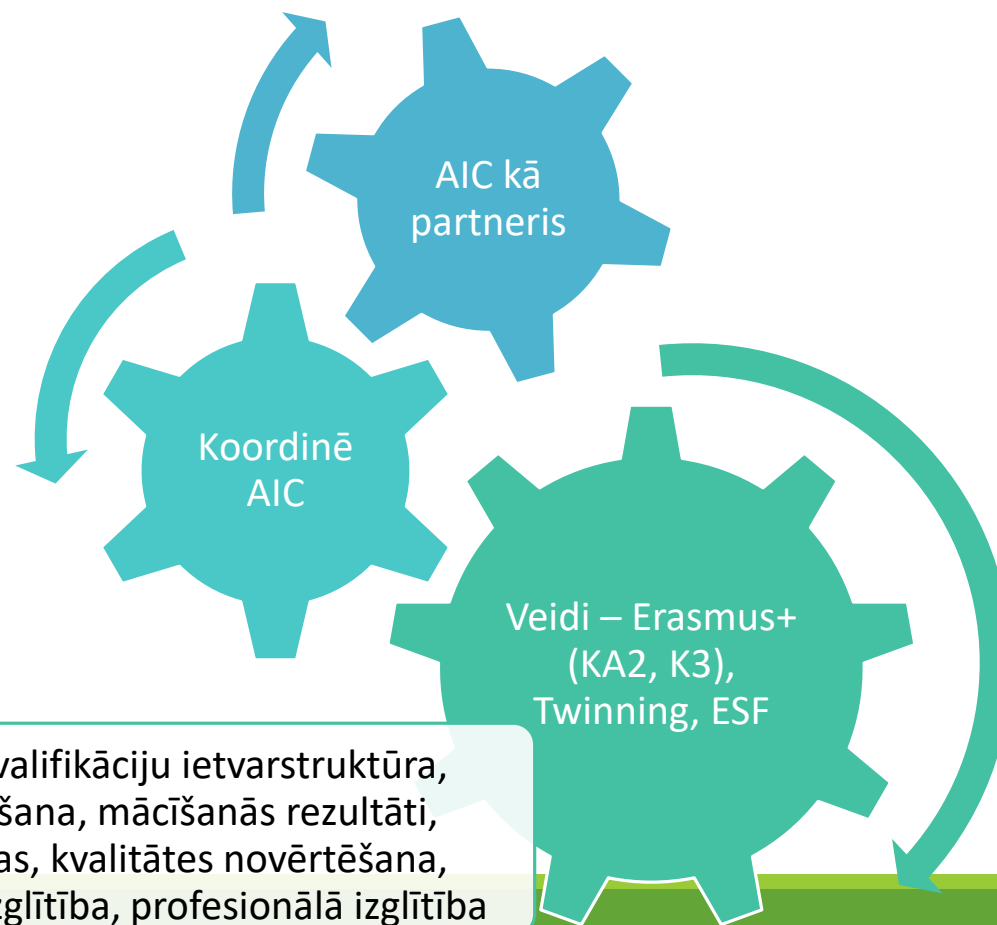 AIC kā
partneris
Koordinē
AIC
Veidi – Erasmus+
(KA2, K3),
Twinning, ESF
valifikāciju ietvarstruktūra,
šana, mācīšanās rezultāti,
as, kvalitātes novērtēšana,
zglītība, profesionālā izglītība